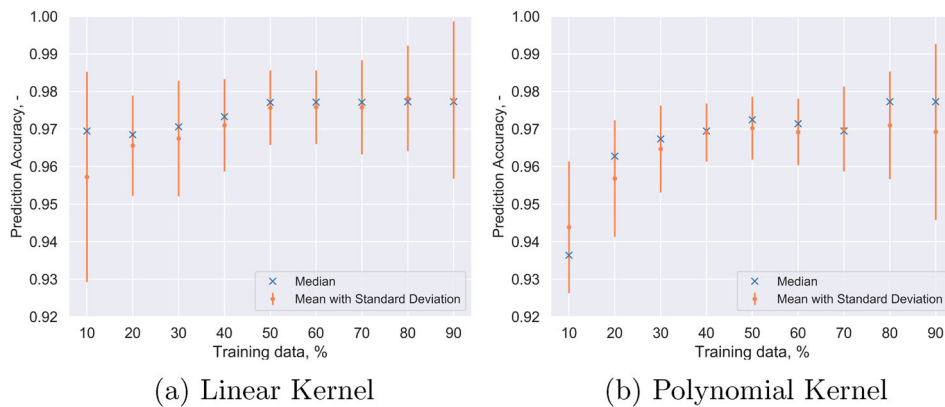 1.00
0.99
0.98
0.97
0.96
0.95
0.94
0.93
0.92
Prediction Accuracy, -
10 20 30 40 50 60 70 80 90
Training data, %
Median
Mean with Standard Deviation
(a) Linear Kernel
1.00
0.99
0.98
0.97
0.96
0.95
0.94
0.93
0.92
Prediction Accuracy, -
10 20 30 40 50 60 70 80 90
Training data, %
Median
Mean with Standard Deviation
(b) Polynomial Kernel